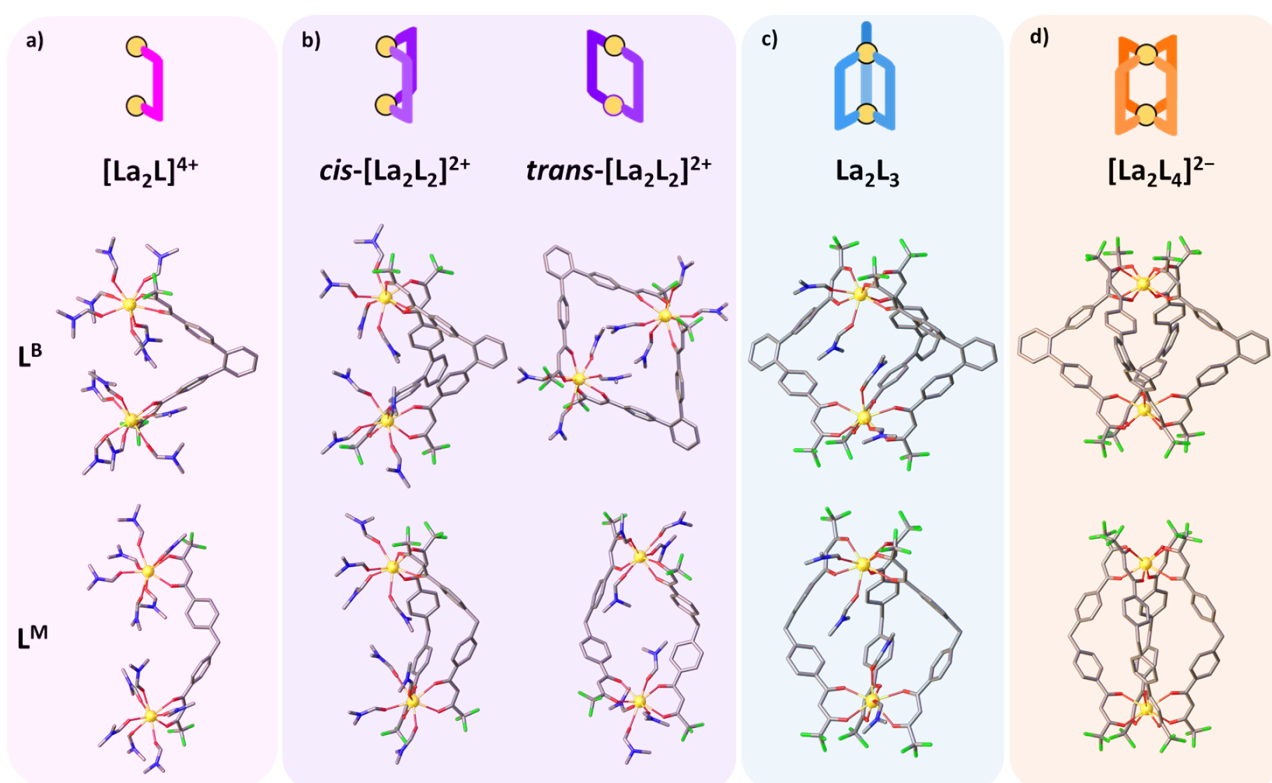 a)
b)
c)
d)
[La₂L]⁴⁺
cis-[La₂L₂]²⁺
trans-[La₂L₂]²⁺
La₂L₃
[La₂L₄]²⁻
Lᴮ
Lᴹ